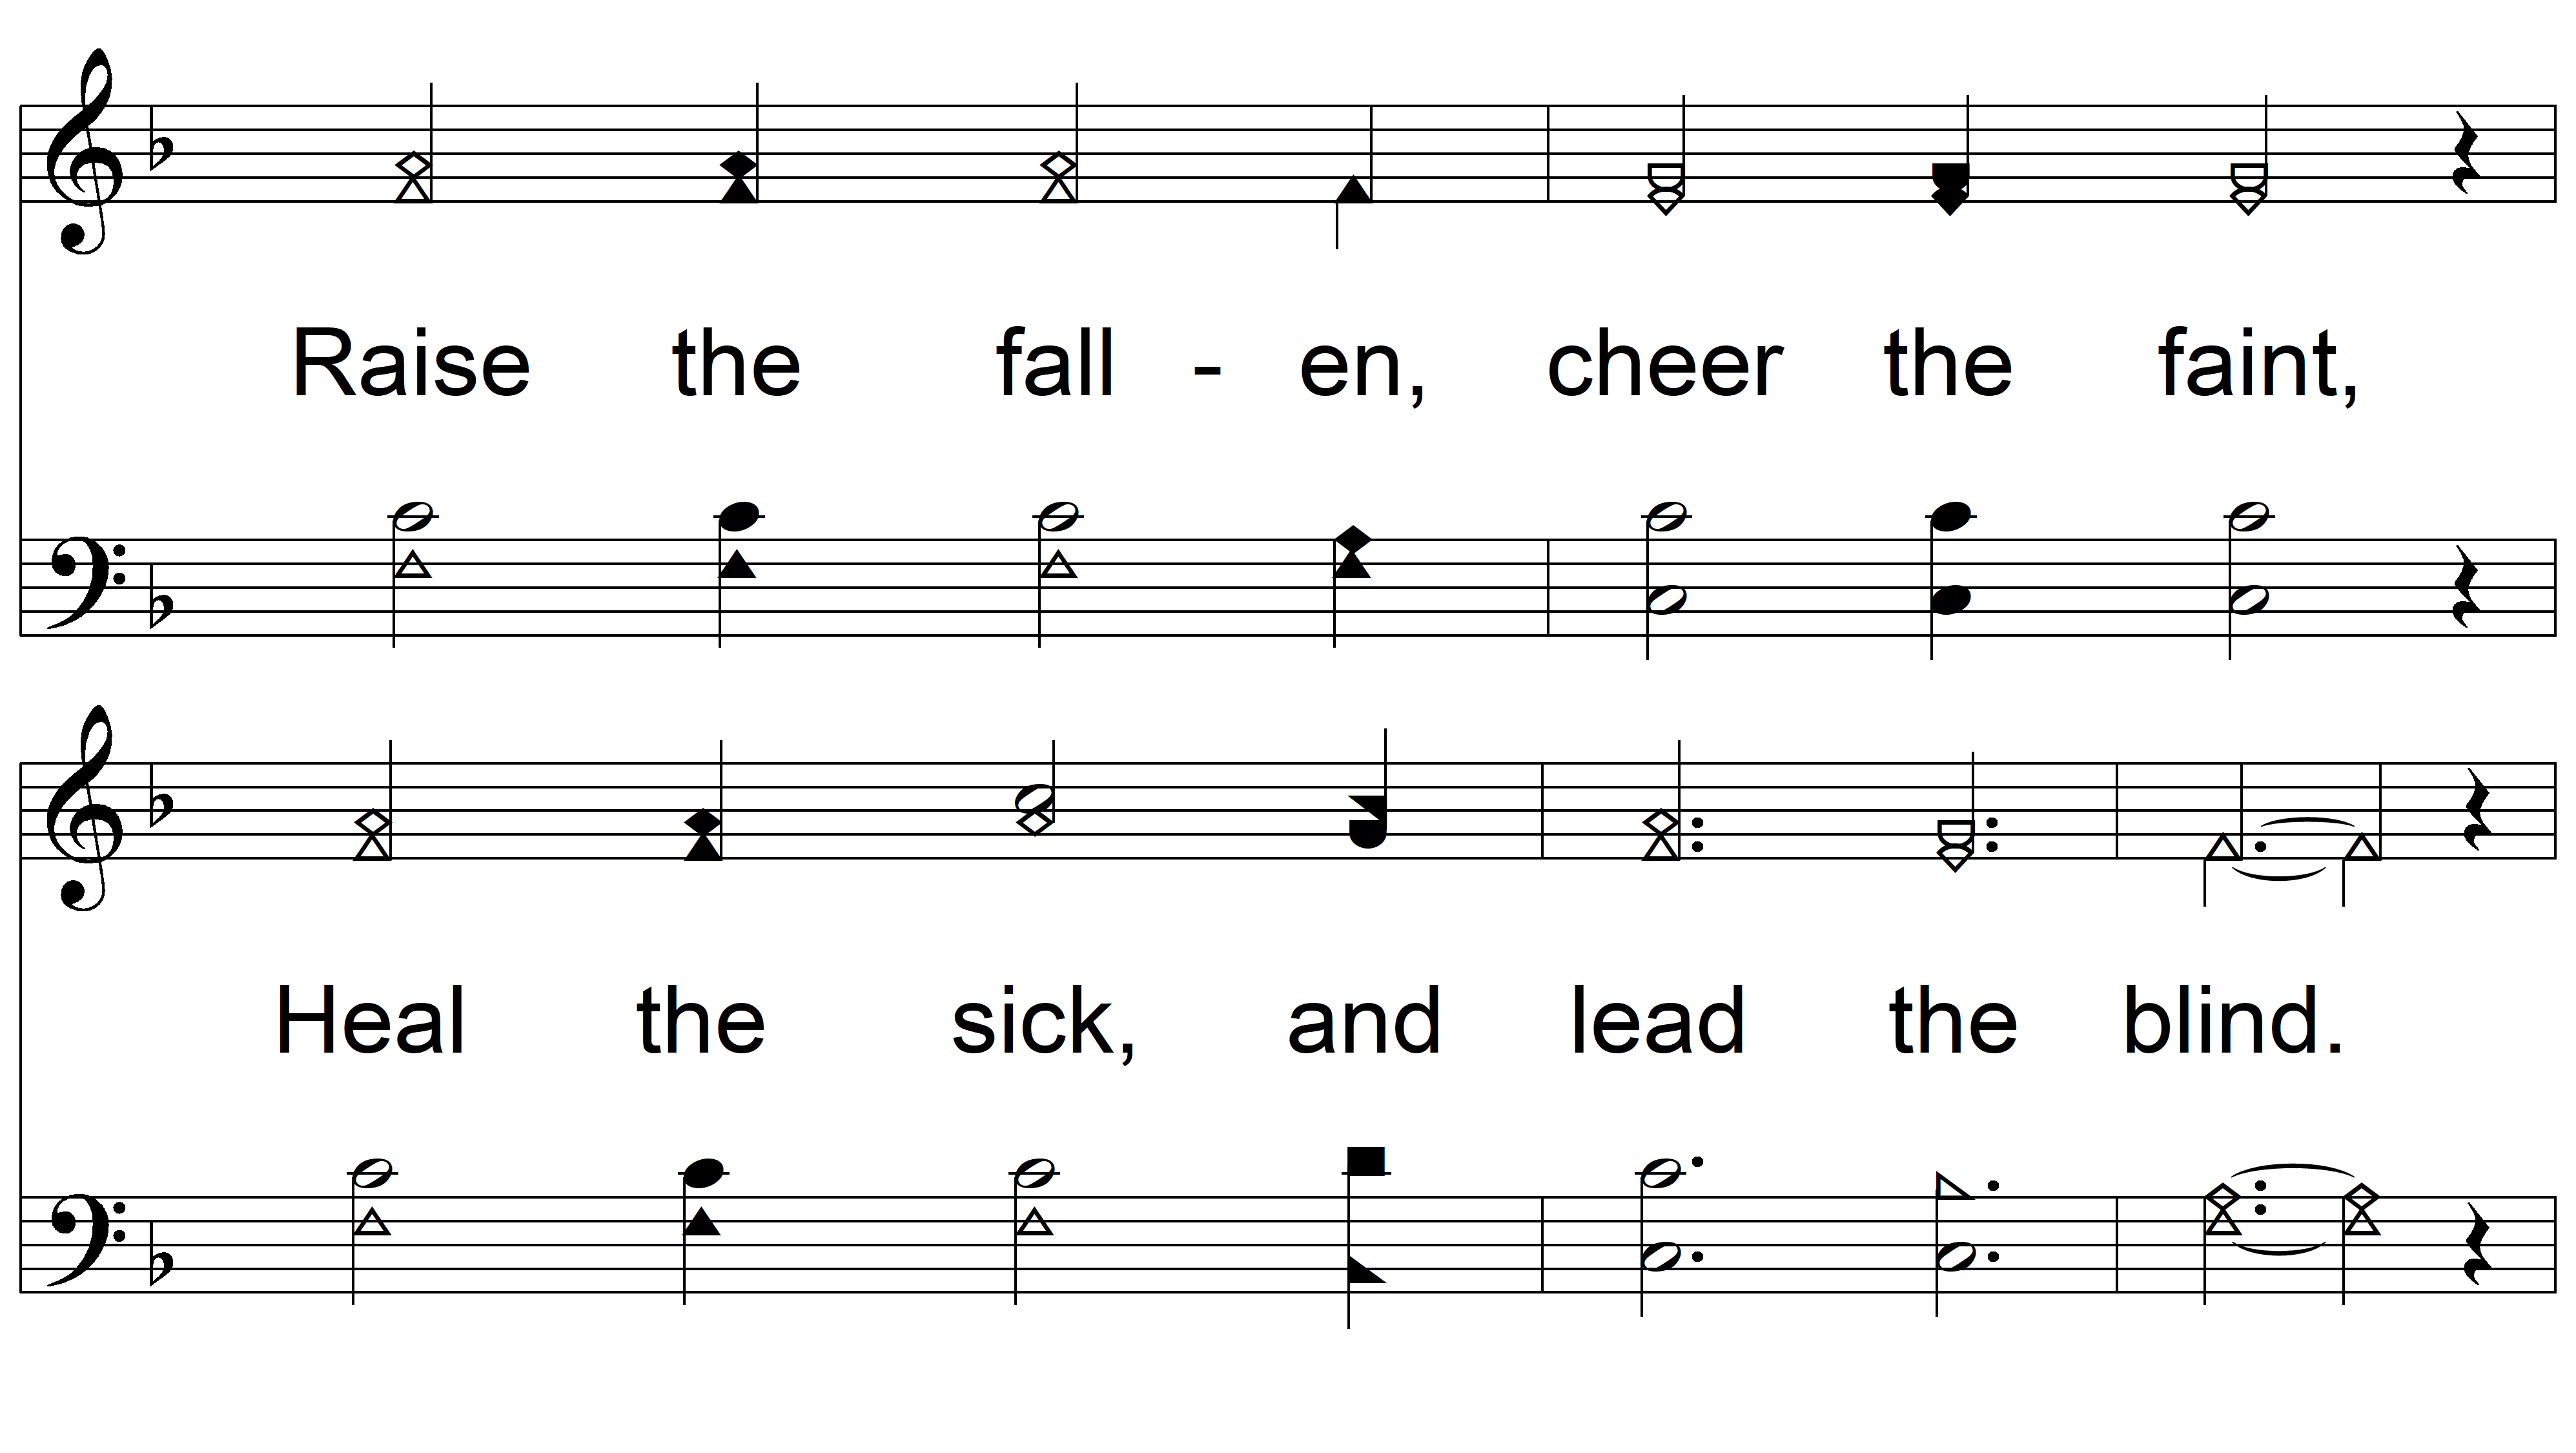 Raise the fall - en, cheer the faint,
Heal the sick, and lead the blind.